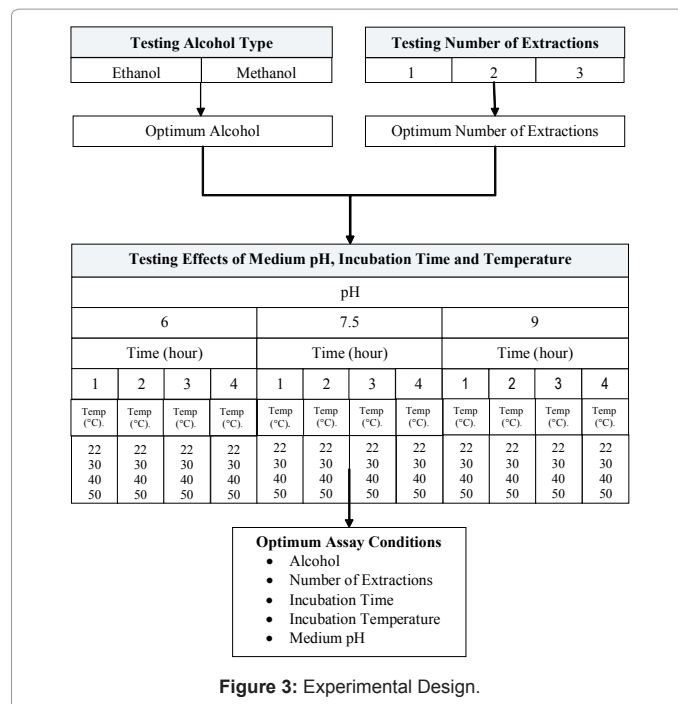 Testing Alcohol Type
Ethanol Methanol
Optimum Alcohol
Testing Number of Extractions
1 2 3
Optimum Number of Extractions
Testing Effects of Medium pH, Incubation Time and Temperature
pH
6 7.5 9
Time (hour) Time (hour) Time (hour)
1 2 3 4 1 2 3 4 1 2 3 4
Temp Temp Temp Temp Temp Temp Temp Temp Temp Temp Temp Temp
(°C). (°C). (°C). (°C). (°C). (°C). (°C). (°C). (°C). (°C). (°C). (°C).
22 22 22 22 22 22 22 22 22 22 22 22
30 30 30 30 30 30 30 30 30 30 30 30
40 40 40 40 40 40 40 40 40 40 40 40
50 50 50 50 50 50 50 50 50 50 50 50
Optimum Assay Conditions
• Alcohol
• Number of Extractions
• Incubation Time
• Incubation Temperature
• Medium pH
Figure 3: Experimental Design.